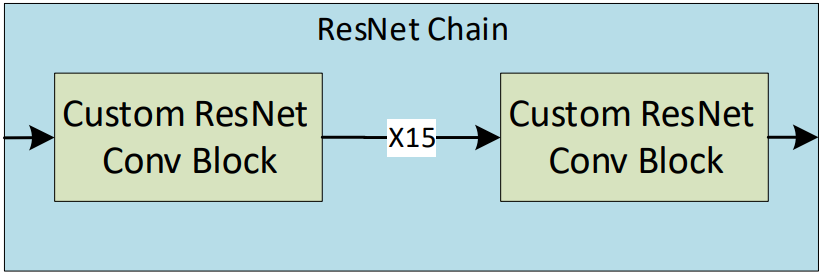 ResNet Chain
Custom ResNet
Conv Block
X15
Custom ResNet
Conv Block